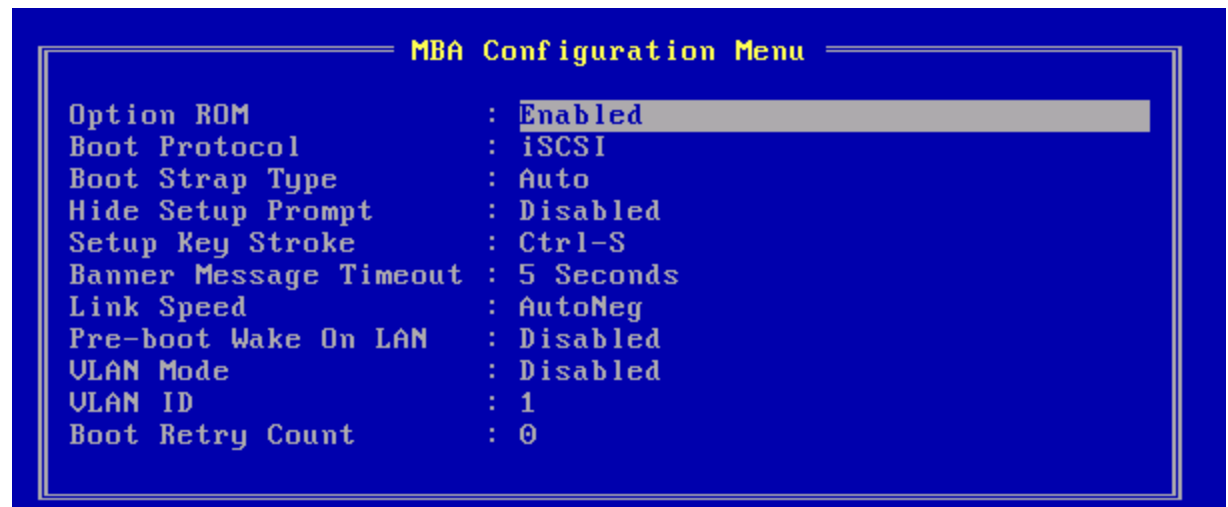 MBA Configuration Menu
Option ROM : Enabled
Boot Protocol : iSCSI
Boot Strap Type : Auto
Hide Setup Prompt : Disabled
Setup Key Stroke : Ctrl-S
Banner Message Timeout : 5 Seconds
Link Speed : AutoNeg
Pre-boot Wake On LAN : Disabled
VLAN Mode : Disabled
VLAN ID : 1
Boot Retry Count : 0